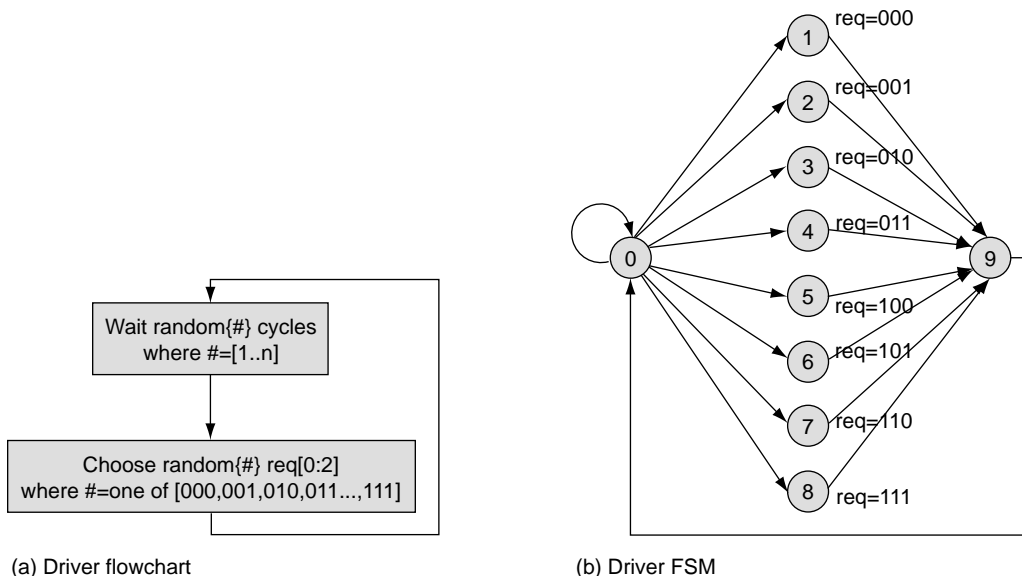 Wait random{#} cycles
where #=[1..n]
Choose random{#} req[0:2]
where #=one of [000,001,010,011...,111]
(a) Driver flowchart
0
1
req=000
2
req=001
3
req=010
4
req=011
5
req=100
6
req=101
7
req=110
8
req=111
9
(b) Driver FSM